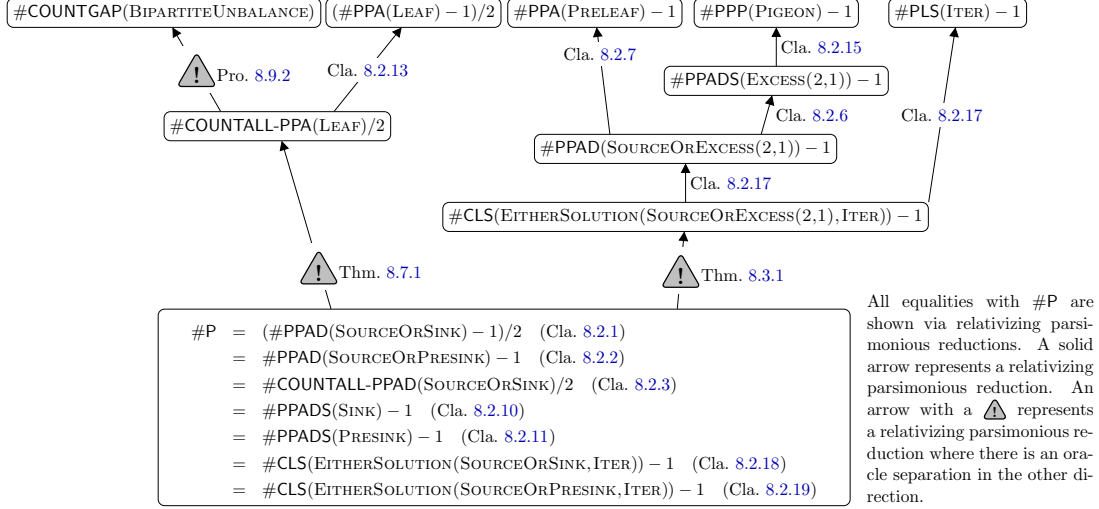 #COUNTGAP(BIPARTITEUNBALANCE)
(#PPA(LEAF) − 1)/2
#PPA(PRELEAF) − 1
#PPP(PIGEON) − 1
#PLS(ITER) − 1
Pro. 8.9.2
Cla. 8.2.13
Cla. 8.2.7
Cla. 8.2.15
#PPADS(EXCESS(2,1)) − 1
#COUNTALL-PPA(LEAF)/2
Cla. 8.2.6
Cla. 8.2.17
#PPAD(SOURCEOREXCESS(2,1)) − 1
Cla. 8.2.17
#CLS(EITHERSOLUTION(SOURCEOREXCESS(2,1),ITER)) − 1
! Thm. 8.7.1
! Thm. 8.3.1
#P = (#PPAD(SOURCEORSINK) − 1)/2 (Cla. 8.2.1)
= #PPAD(SOURCEORPRESINK) − 1 (Cla. 8.2.2)
= #COUNTALL-PPAD(SOURCEORSINK)/2 (Cla. 8.2.3)
= #PPADS(SINK) − 1 (Cla. 8.2.10)
= #PPADS(PRESINK) − 1 (Cla. 8.2.11)
= #CLS(EITHERSOLUTION(SOURCEORSINK,ITER)) − 1 (Cla. 8.2.18)
= #CLS(EITHERSOLUTION(SOURCEORPRESINK,ITER)) − 1 (Cla. 8.2.19)
All equalities with #P are
shown via relativizing parsi-
monious reductions. A solid
arrow represents a relativizing
parsimonious reduction. An
arrow with a ! represents
a relativizing parsimonious re-
duction where there is an ora-
cle separation in the other di-
rection.